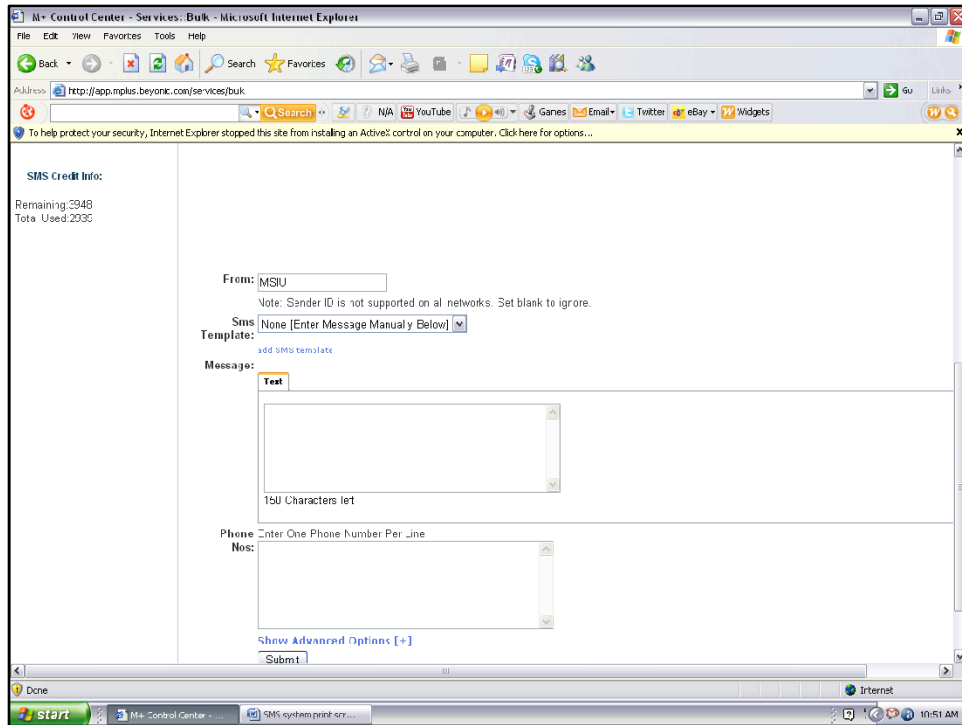 M+ Control Center - Services::Bulk - Microsoft Internet Explorer
File Edit View Favorites Tools Help
Back Search Favorites
Address http://app.mplus.beyonic.com/services/bulk Go Links
Search N/A YouTube Games Email Twitter eBay Widgets
To help protect your security, Internet Explorer stopped this site from installing an ActiveX control on your computer. Click here for options...
SMS Credit Info:
Remaining:3948
Total Used:2936
From: MSIU
Note: Sender ID is not supported on all networks. Set blank to ignore.
Sms Template: None [Enter Message Manually Below]
add SMS template
Message:
Text
150 Characters left
Phone Nos: Enter One Phone Number Per Line
Show Advanced Options [+]
Submit
Done Internet
start M+ Control Center - ... SMS system print scr... 10:51 AM